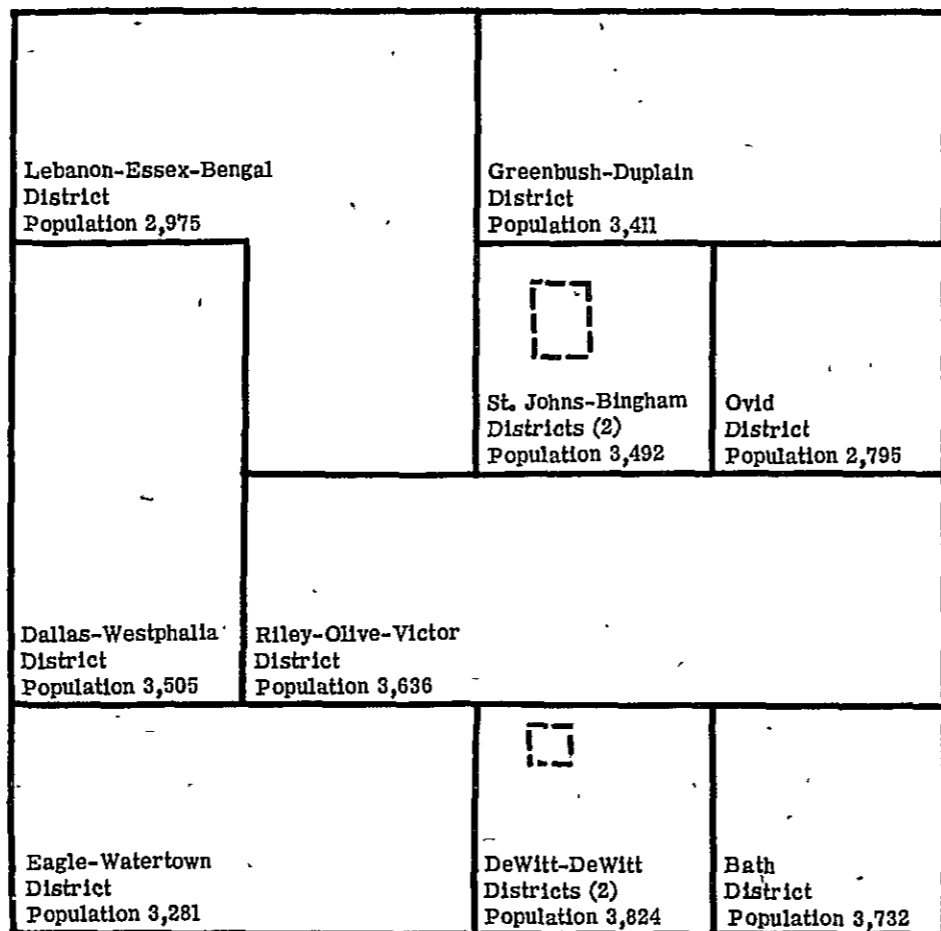 Lebanon-Essex-Bengal
District
Population 2,975
Greenbush-Duplain
District
Population 3,411
St. Johns-Bingham
Districts (2)
Population 3,492
Ovid
District
Population 2,795
Dallas-Westphalia
District
Population 3,505
Riley-Olive-Victor
District
Population 3,636
Eagle-Watertown
District
Population 3,281
DeWitt-DeWitt
Districts (2)
Population 3,824
Bath
District
Population 3,732